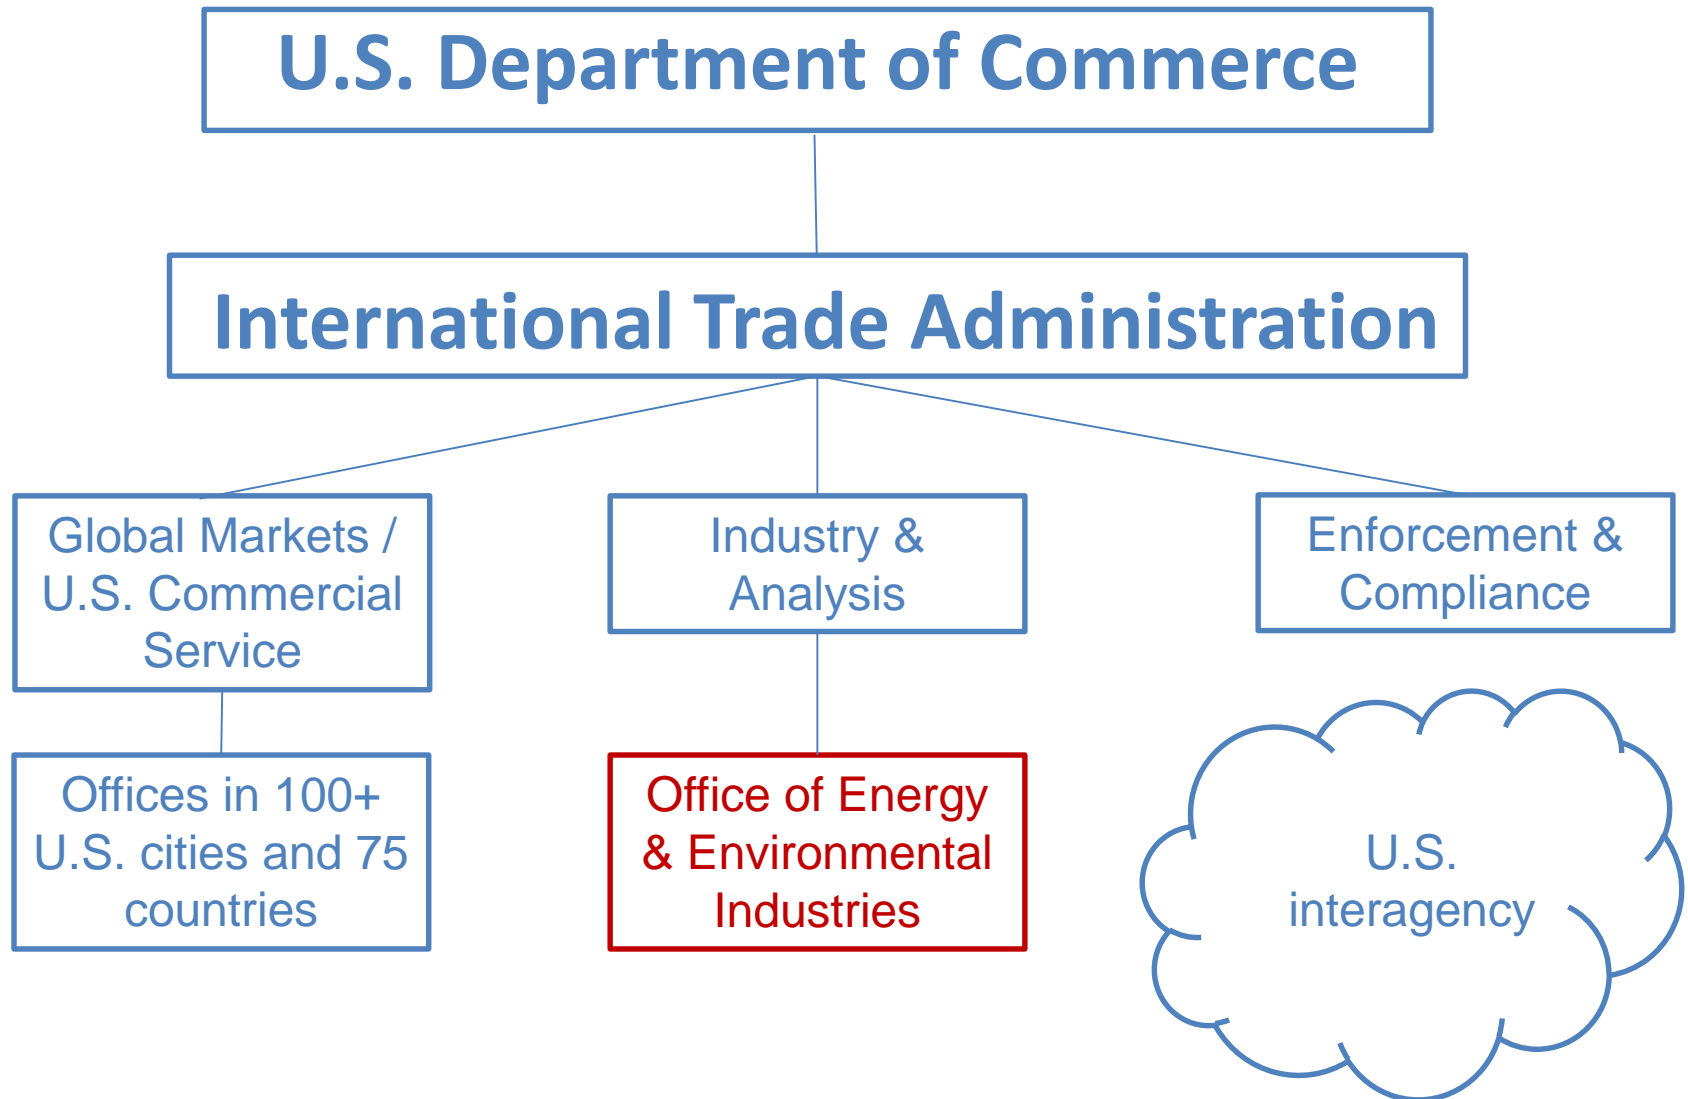 U.S. Department of Commerce
International Trade Administration
Global Markets /
U.S. Commercial
Service
Industry &
Analysis
Enforcement &
Compliance
Offices in 100+
U.S. cities and 75
countries
Office of Energy
& Environmental
Industries
U.S.
interagency